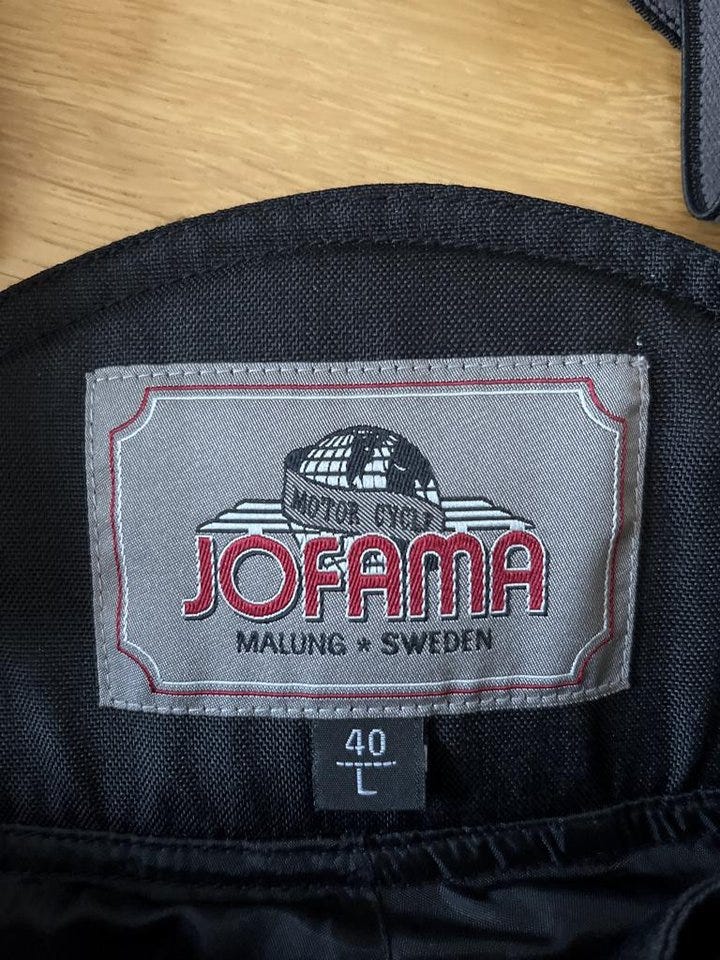 MOTOR CYCLE
JOFAMA
MALUNG * SWEDEN
40
L